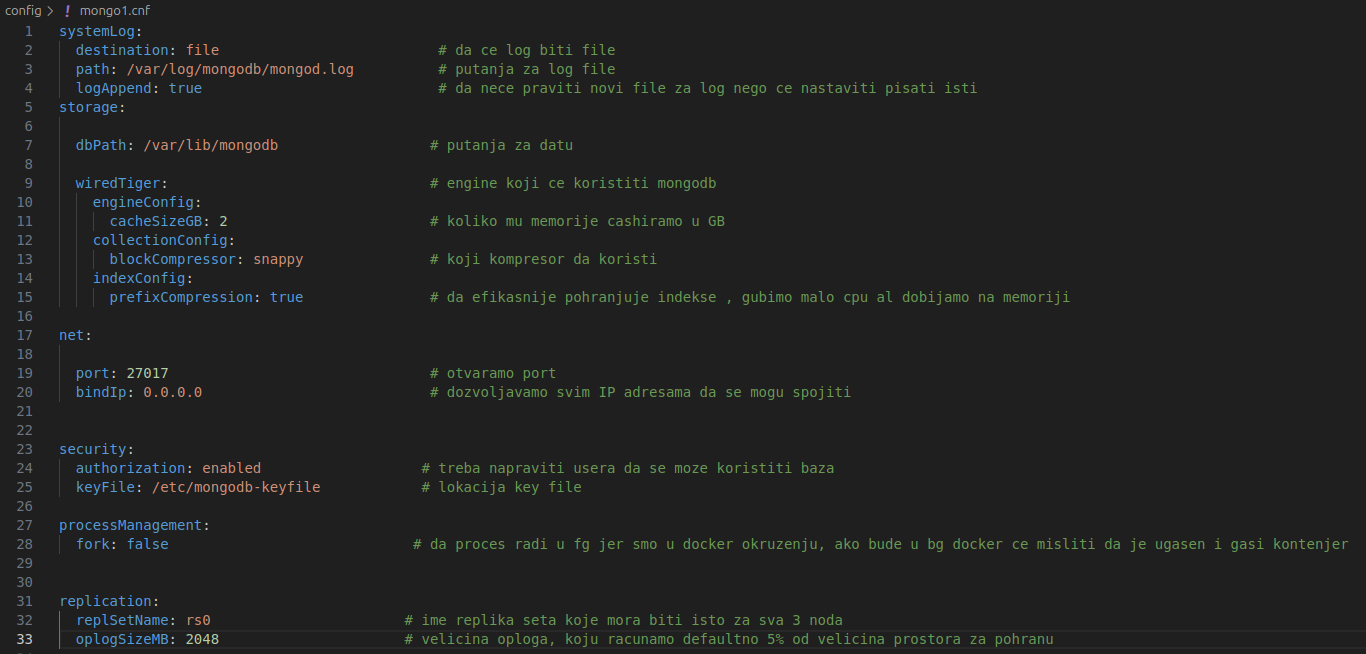 config > ! mongo1.cnf
1 systemLog:
2 destination: file # da ce log biti file
3 path: /var/log/mongodb/mongod.log # putanja za log file
4 logAppend: true # da nece praviti novi file za log nego ce nastaviti pisati isti
5 storage:
6
7 dbPath: /var/lib/mongodb # putanja za datu
8
9 wiredTiger: # engine koji ce koristiti mongodb
10 engineConfig:
11 cacheSizeGB: 2 # koliko mu memorije cashiramo u GB
12 collectionConfig:
13 blockCompressor: snappy # koji kompresor da koristi
14 indexConfig:
15 prefixCompression: true # da efikasnije pohranjuje indekse , gubimo malo cpu al dobijamo na memoriji
16
17 net:
18
19 port: 27017 # otvaramo port
20 bindIp: 0.0.0.0 # dozvoljavamo svim IP adresama da se mogu spojiti
21
22
23 security:
24 authorization: enabled # treba napraviti usera da se moze koristiti baza
25 keyFile: /etc/mongodb-keyfile # lokacija key file
26
27 processManagement:
28 fork: false # da proces radi u fg jer smo u docker okruzenju, ako bude u bg docker ce misliti da je ugasen i gasi kontenjer
29
30
31 replication:
32 replSetName: rs0 # ime replika seta koje mora biti isto za sva 3 noda
33 oplogSizeMB: 2048 # velicina oploga, koju racunamo defaultno 5% od velicina prostora za pohranu